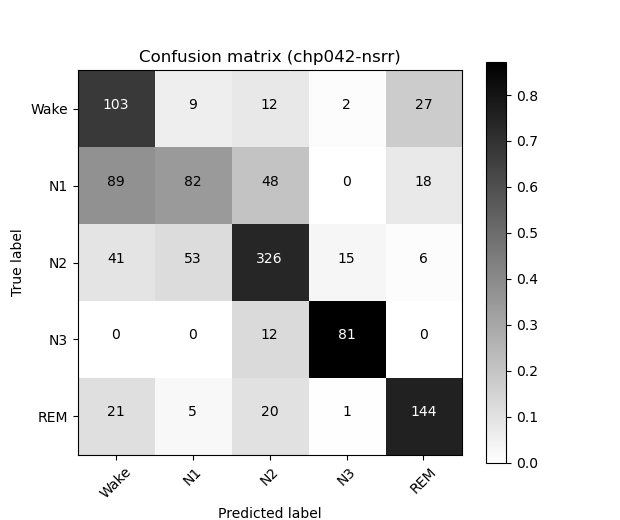 Confusion matrix (chp042-nsrr)
Wake 103 9 12 2 27
N1 89 82 48 0 18
N2 41 53 326 15 6
N3 0 0 12 81 0
REM 21 5 20 1 144
Wake N1 N2 N3 REM
True label
Predicted label
0.8
0.7
0.6
0.5
0.4
0.3
0.2
0.1
0.0